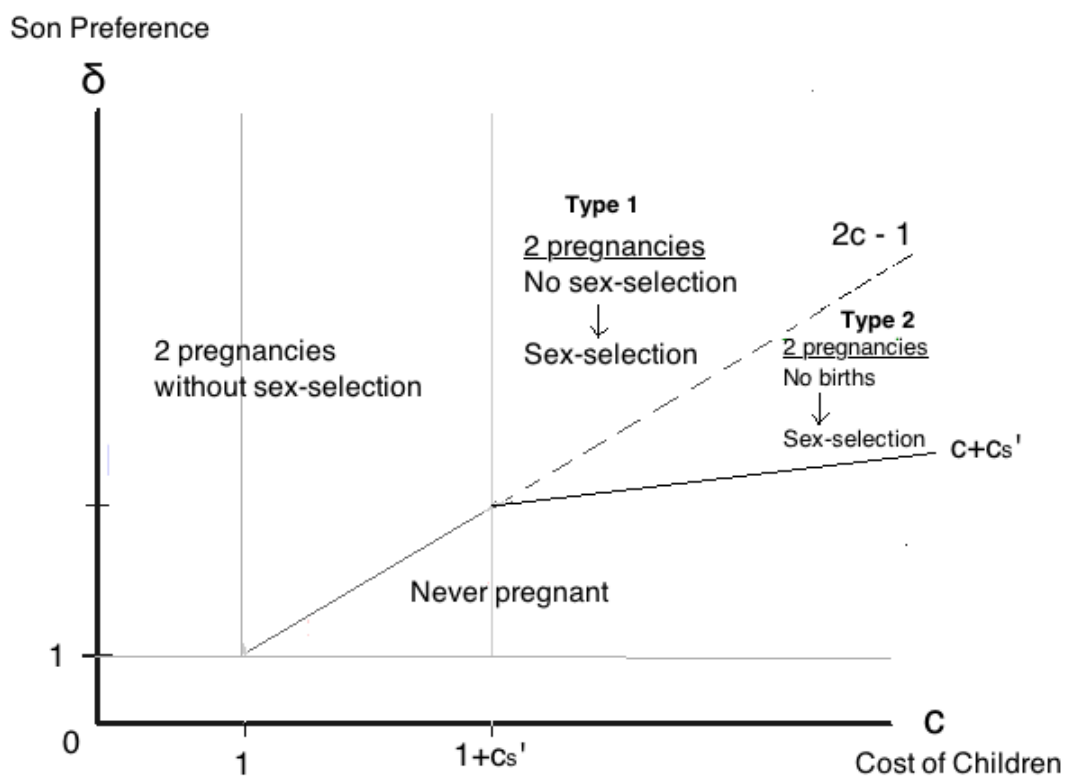 Son Preference
δ
Type 1
2 pregnancies
No sex-selection
Sex-selection
2c - 1
Type 2
2 pregnancies
No births
Sex-selection
2 pregnancies
without sex-selection
c+cs'
Never pregnant
1
0
1
1+cs'
c
Cost of Children